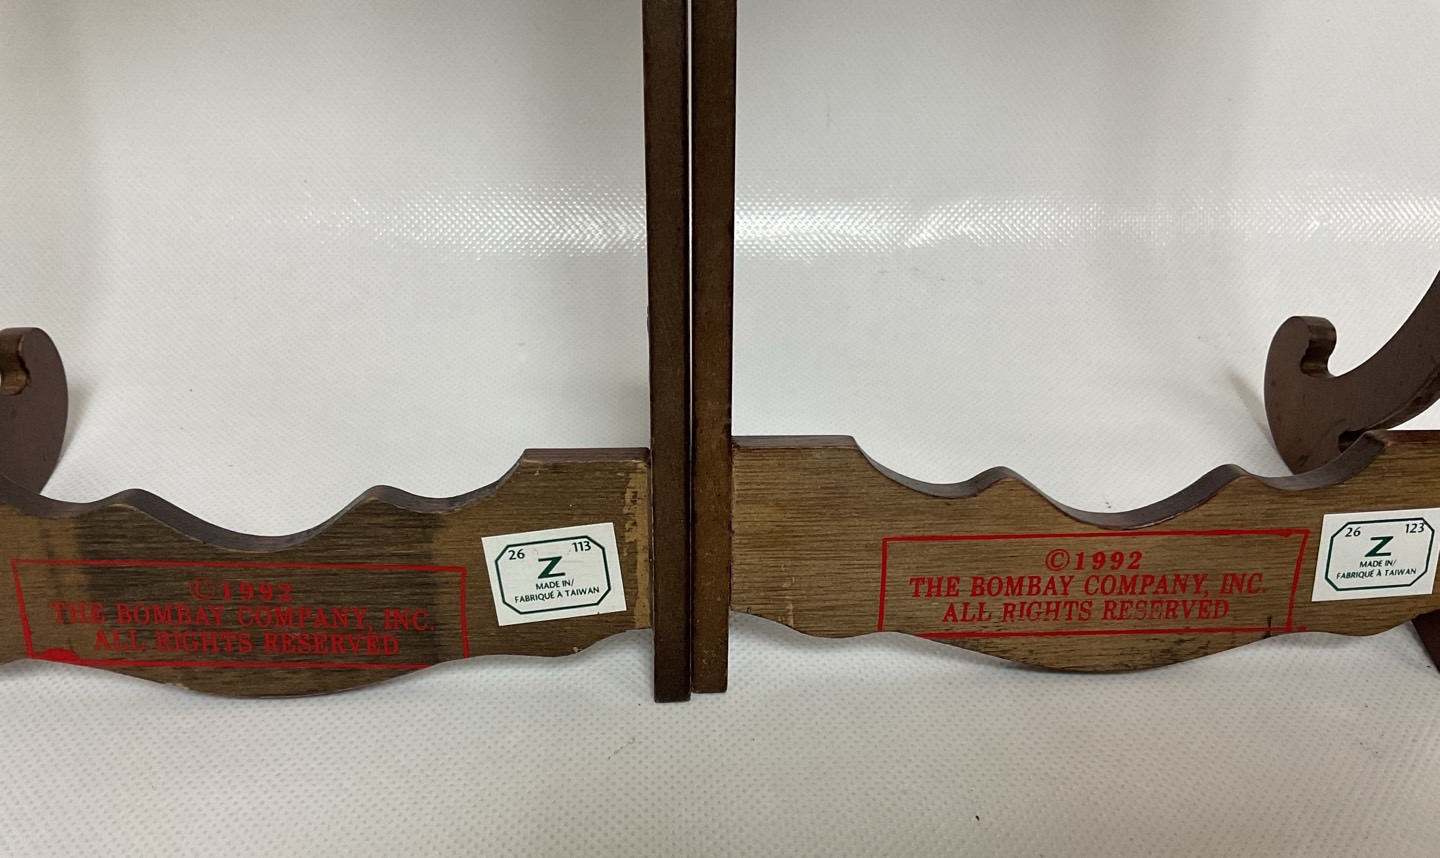 ©1992
THE BOMBAY COMPANY, INC.
ALL RIGHTS RESERVED
26 113
Z
MADE IN/
FABRIQUÉ À TAIWAN
©1992
THE BOMBAY COMPANY, INC.
ALL RIGHTS RESERVED
26 123
Z
MADE IN/
FABRIQUÉ À TAIWAN